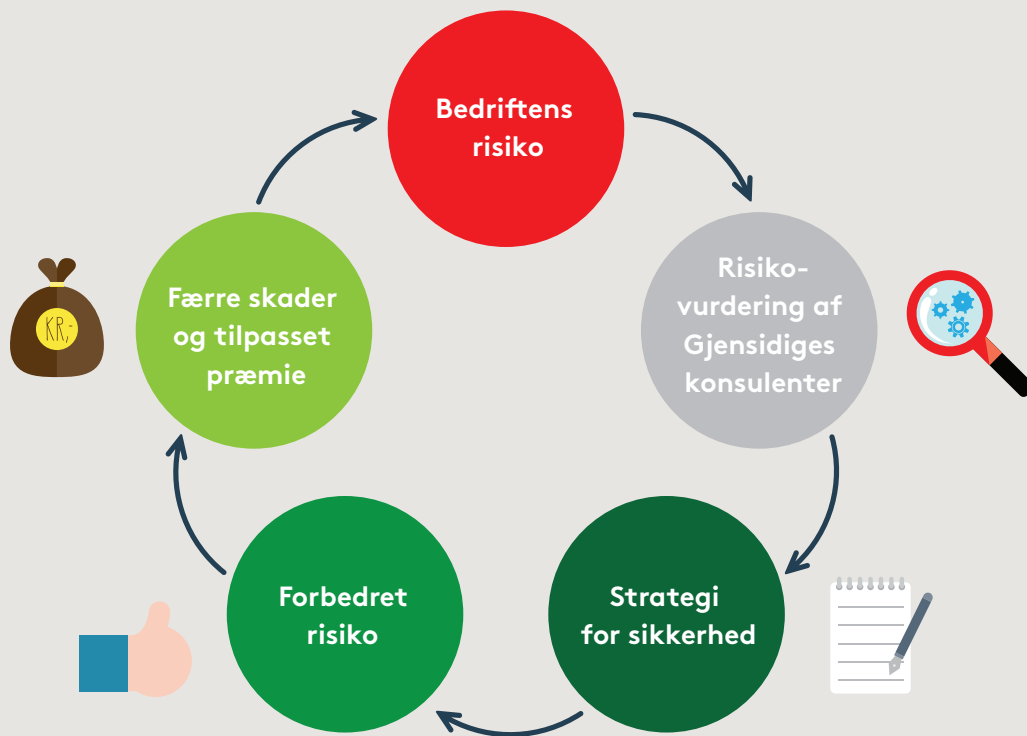 Bedriftens
risiko
Risiko-
vurdering af
Gjensidiges
konsulenter
Strategi
for sikkerhed
Forbedret
risiko
Færre skader
og tilpasset
præmie
KR,-